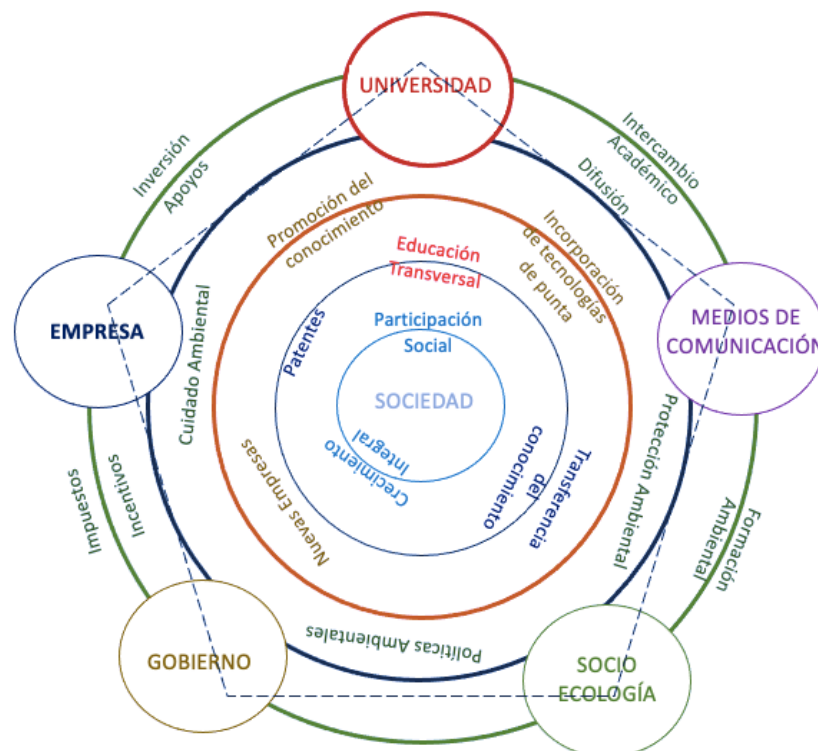 UNIVERSIDAD
Intercambio
Académico
Difusión
Inversión
Apoyos
Promoción del
conocimiento
Incorporación
de tecnologías
de punta
Educación
Transversal
EMPRESA
Cuidado Ambiental
Patentes
Participación
Social
SOCIEDAD
MEDIOS DE
COMUNICACIÓN
Crecimiento
Integral
Transferencia
del
conocimiento
Protección Ambiental
Formación
Ambiental
Impuestos
Incentivos
Nuevas Empresas
Políticas Ambientales
GOBIERNO
SOCIO
ECOLOGÍA